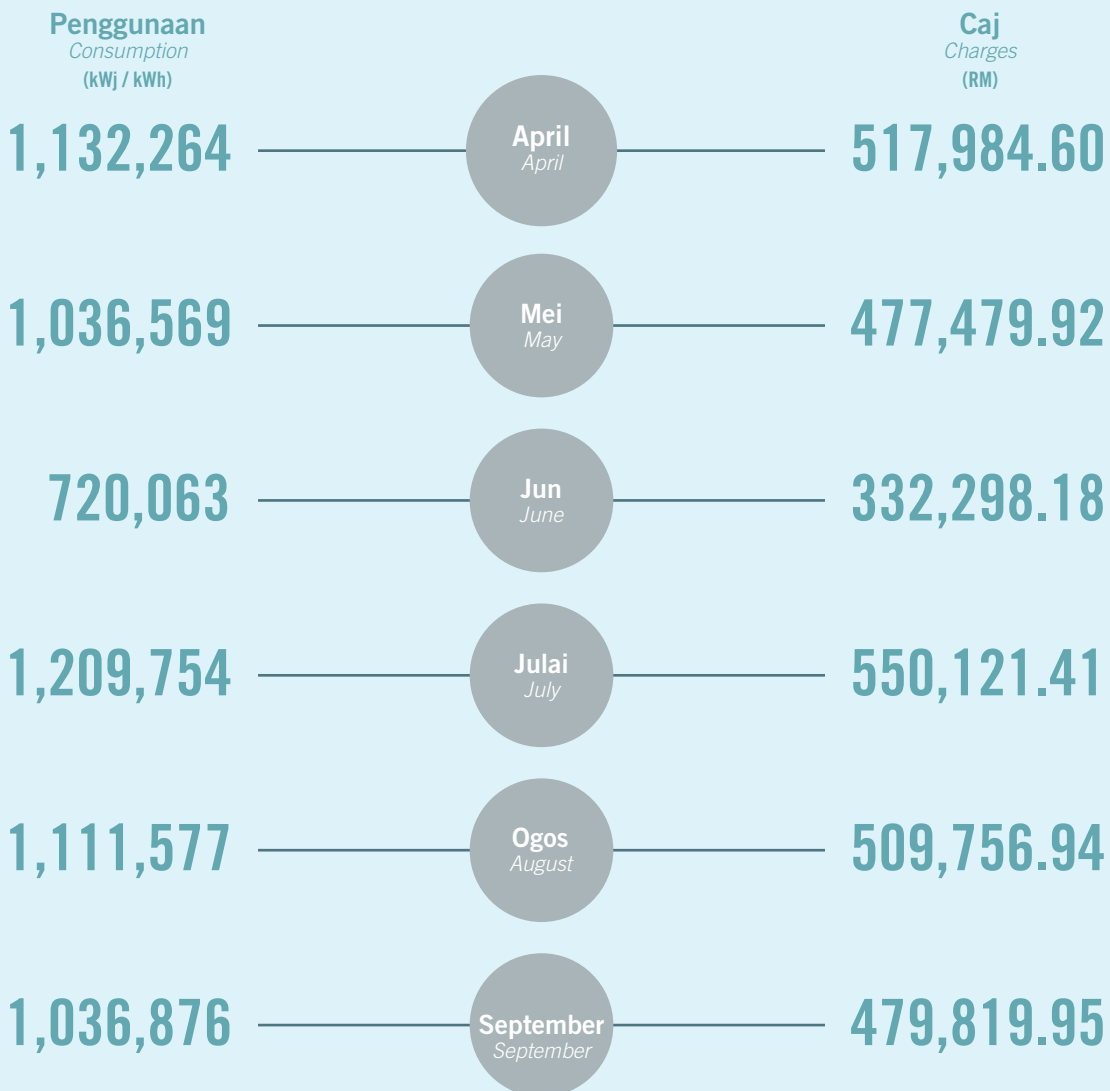 Penggunaan
Consumption
(kWj / kWh)
Caj
Charges
(RM)
1,132,264
April
April
517,984.60
1,036,569
Mei
May
477,479.92
720,063
Jun
June
332,298.18
1,209,754
Julai
July
550,121.41
1,111,577
Ogos
August
509,756.94
1,036,876
September
September
479,819.95